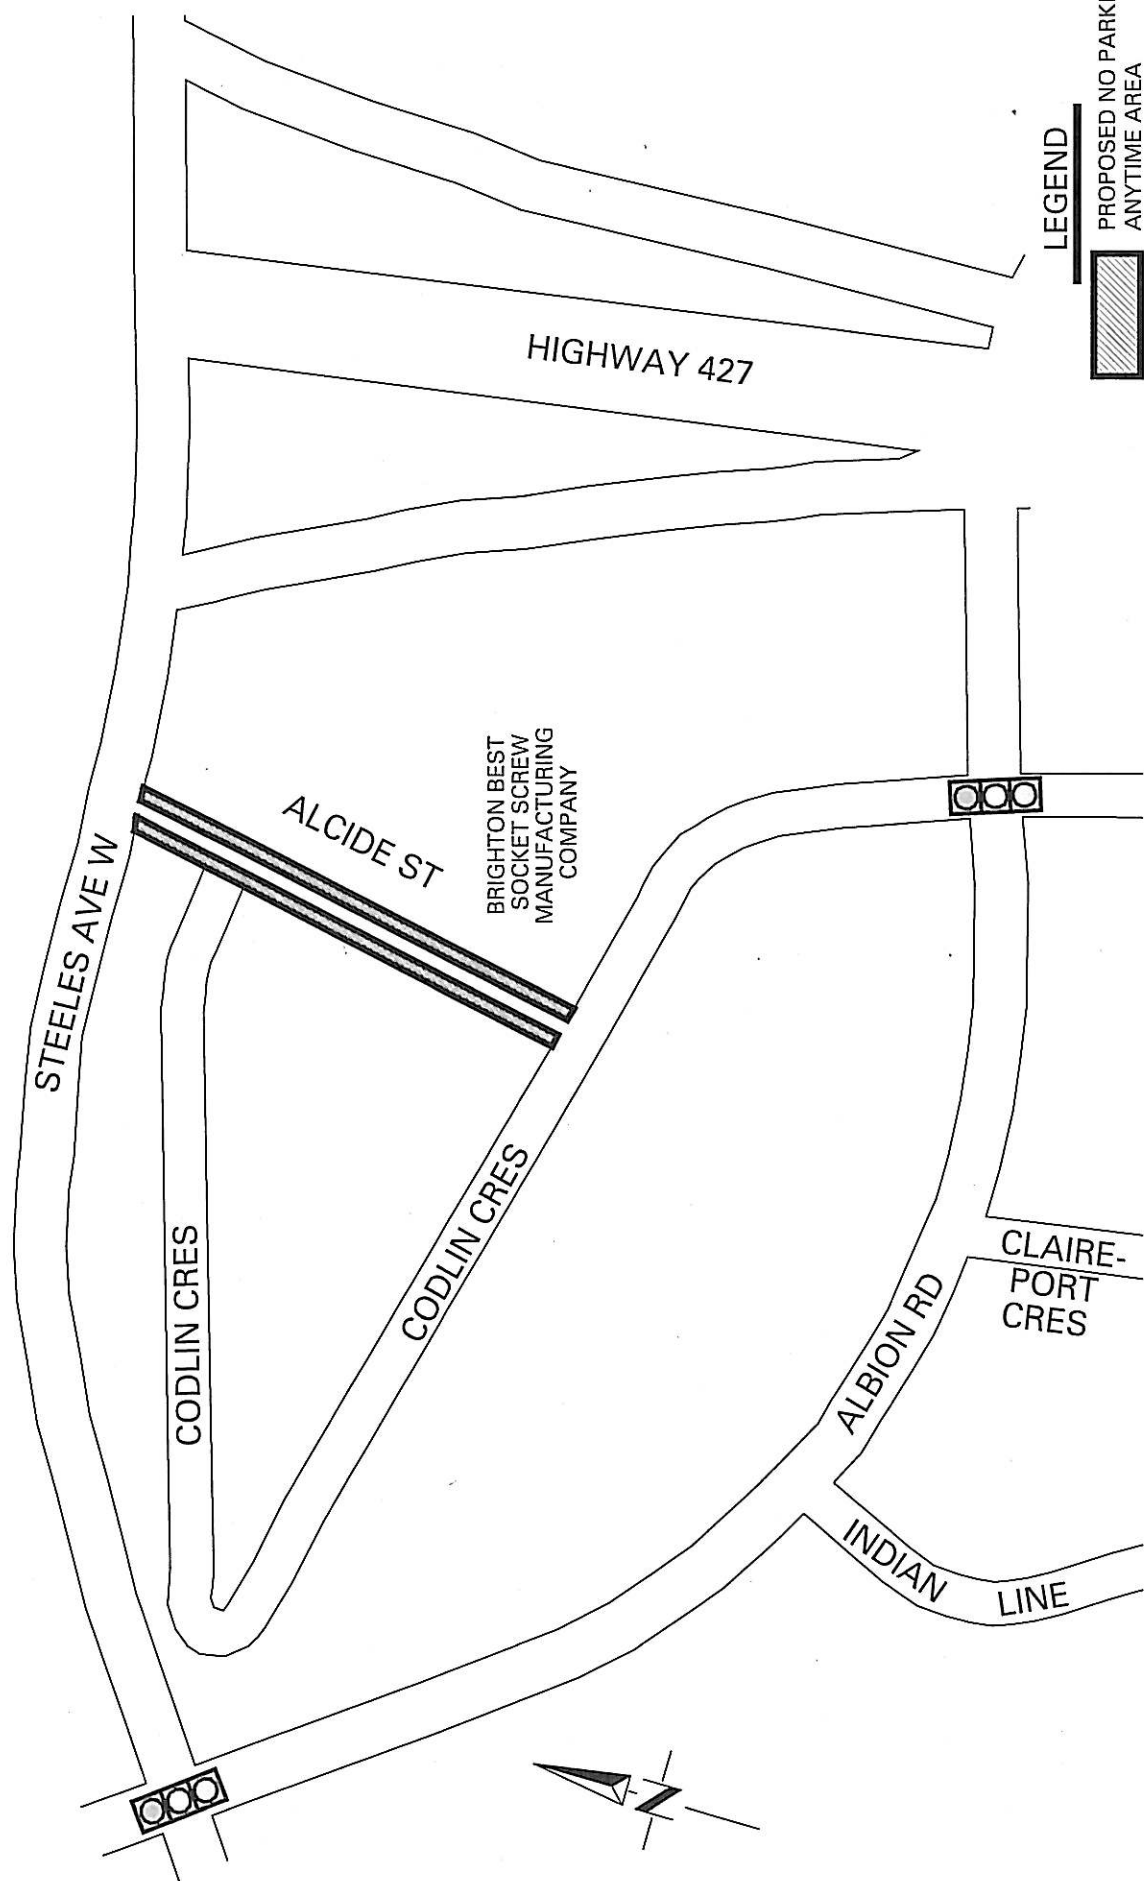 STEELES AVE W
ALCIDE ST
BRIGHTON BEST
SOCKET SCREW
MANUFACTURING
COMPANY
HIGHWAY 427
CODLIN CRES
CODLIN CRES
ALBION RD
CLAIRE-
PORT
CRES
INDIAN
LINE
N
LEGEND
PROPOSED NO
ANYTIME AREA